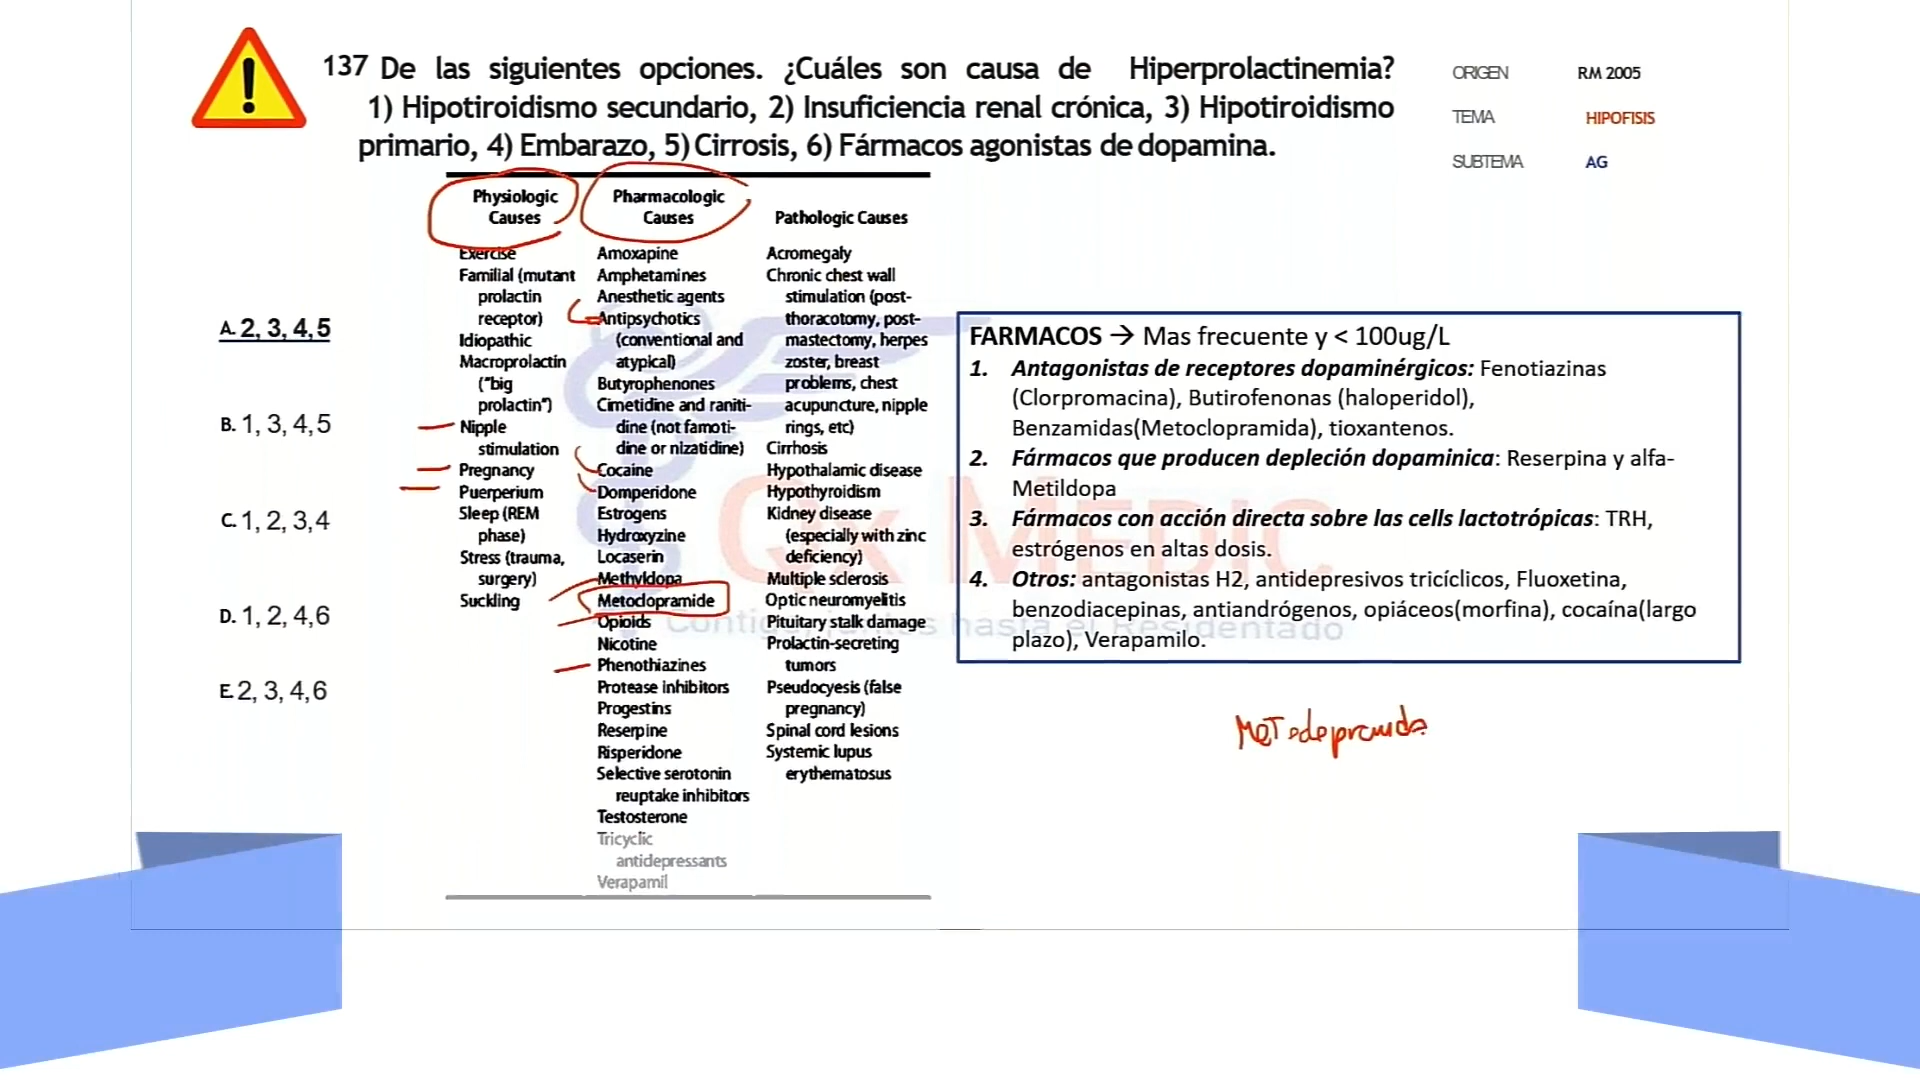 137 De las siguientes opciones. ¿Cuáles son causa de Hiperprolactinemia?
1) Hipotiroidismo secundario, 2) Insuficiencia renal crónica, 3) Hipotiroidismo
primario, 4) Embarazo, 5) Cirrosis, 6) Fármacos agonistas de dopamina.
ORIGEN RM 2005
TEMA HIPOFISIS
SUBTEMA AG
A. 2, 3, 4, 5
B. 1, 3, 4, 5
C. 1, 2, 3, 4
D. 1, 2, 4, 6
E. 2, 3, 4, 6
Physiologic
Causes
Exercise
Familial (mutant
prolactin
receptor)
Idiopathic
Macroprolactin
("big
prolactin")
Nipple
stimulation
Pregnancy
Puerperium
Sleep (REM
phase)
Stress (trauma,
surgery)
Suckling
Pharmacologic
Causes
Amoxapine
Amphetamines
Anesthetic agents
Antipsychotics
(conventional and
atypical)
Butyrophenones
Cimetidine and raniti-
dine (not famoti-
dine or nizatidine)
Cocaine
Domperidone
Estrogens
Hydroxyzine
Locaserin
Methyldopa
Metoclopramide
Opioids
Nicotine
Phenothiazines
Protease inhibitors
Progestins
Reserpine
Risperidone
Selective serotonin
reuptake inhibitors
Testosterone
Tricyclic
antidepressants
Verapamil
Pathologic Causes
Acromegaly
Chronic chest wall
stimulation (post-
thoracotomy, post-
mastectomy, herpes
zoster, breast
problems, chest
acupuncture, nipple
rings, etc)
Cirrhosis
Hypothalamic disease
Hypothyroidism
Kidney disease
(especially with zinc
deficiency)
Multiple sclerosis
Optic neuromyelitis
Pituitary stalk damage
Prolactin-secreting
tumors
Pseudocyesis (false
pregnancy)
Spinal cord lesions
Systemic lupus
erythematosus
FARMACOS → Mas frecuente y < 100ug/L
1. Antagonistas de receptores dopaminérgicos: Fenotiazinas
(Clorpromacina), Butirofenonas (haloperidol),
Benzamidas(Metoclopramida), tioxantenos.
2. Fármacos que producen depleción dopaminica: Reserpina y alfa-
Metildopa
3. Fármacos con acción directa sobre las cells lactotrópicas: TRH,
estrógenos en altas dosis.
4. Otros: antagonistas H2, antidepresivos tricíclicos, Fluoxetina,
benzodiacepinas, antiandrógenos, opiáceos(morfina), cocaína(largo
plazo), Verapamilo.
Qx MEDIC
Contigo, juntos hasta el Residentado